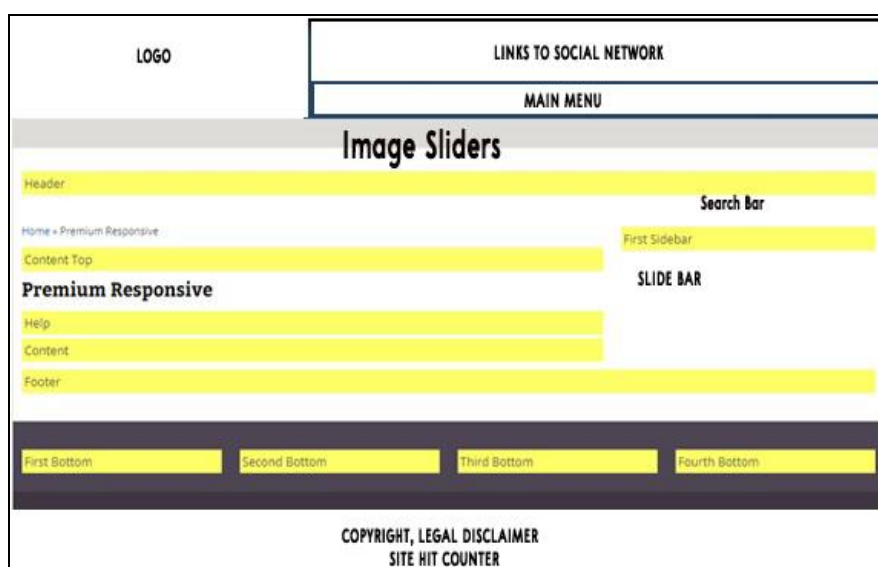 LOGO
LINKS TO SOCIAL NETWORK
MAIN MENU
Image Sliders
Header
Search Bar
Home » Premium Responsive
First Sidebar
Content Top
SLIDE BAR
Premium Responsive
Help
Content
Footer
First Bottom
Second Bottom
Third Bottom
Fourth Bottom
COPYRIGHT, LEGAL DISCLAIMER
SITE HIT COUNTER